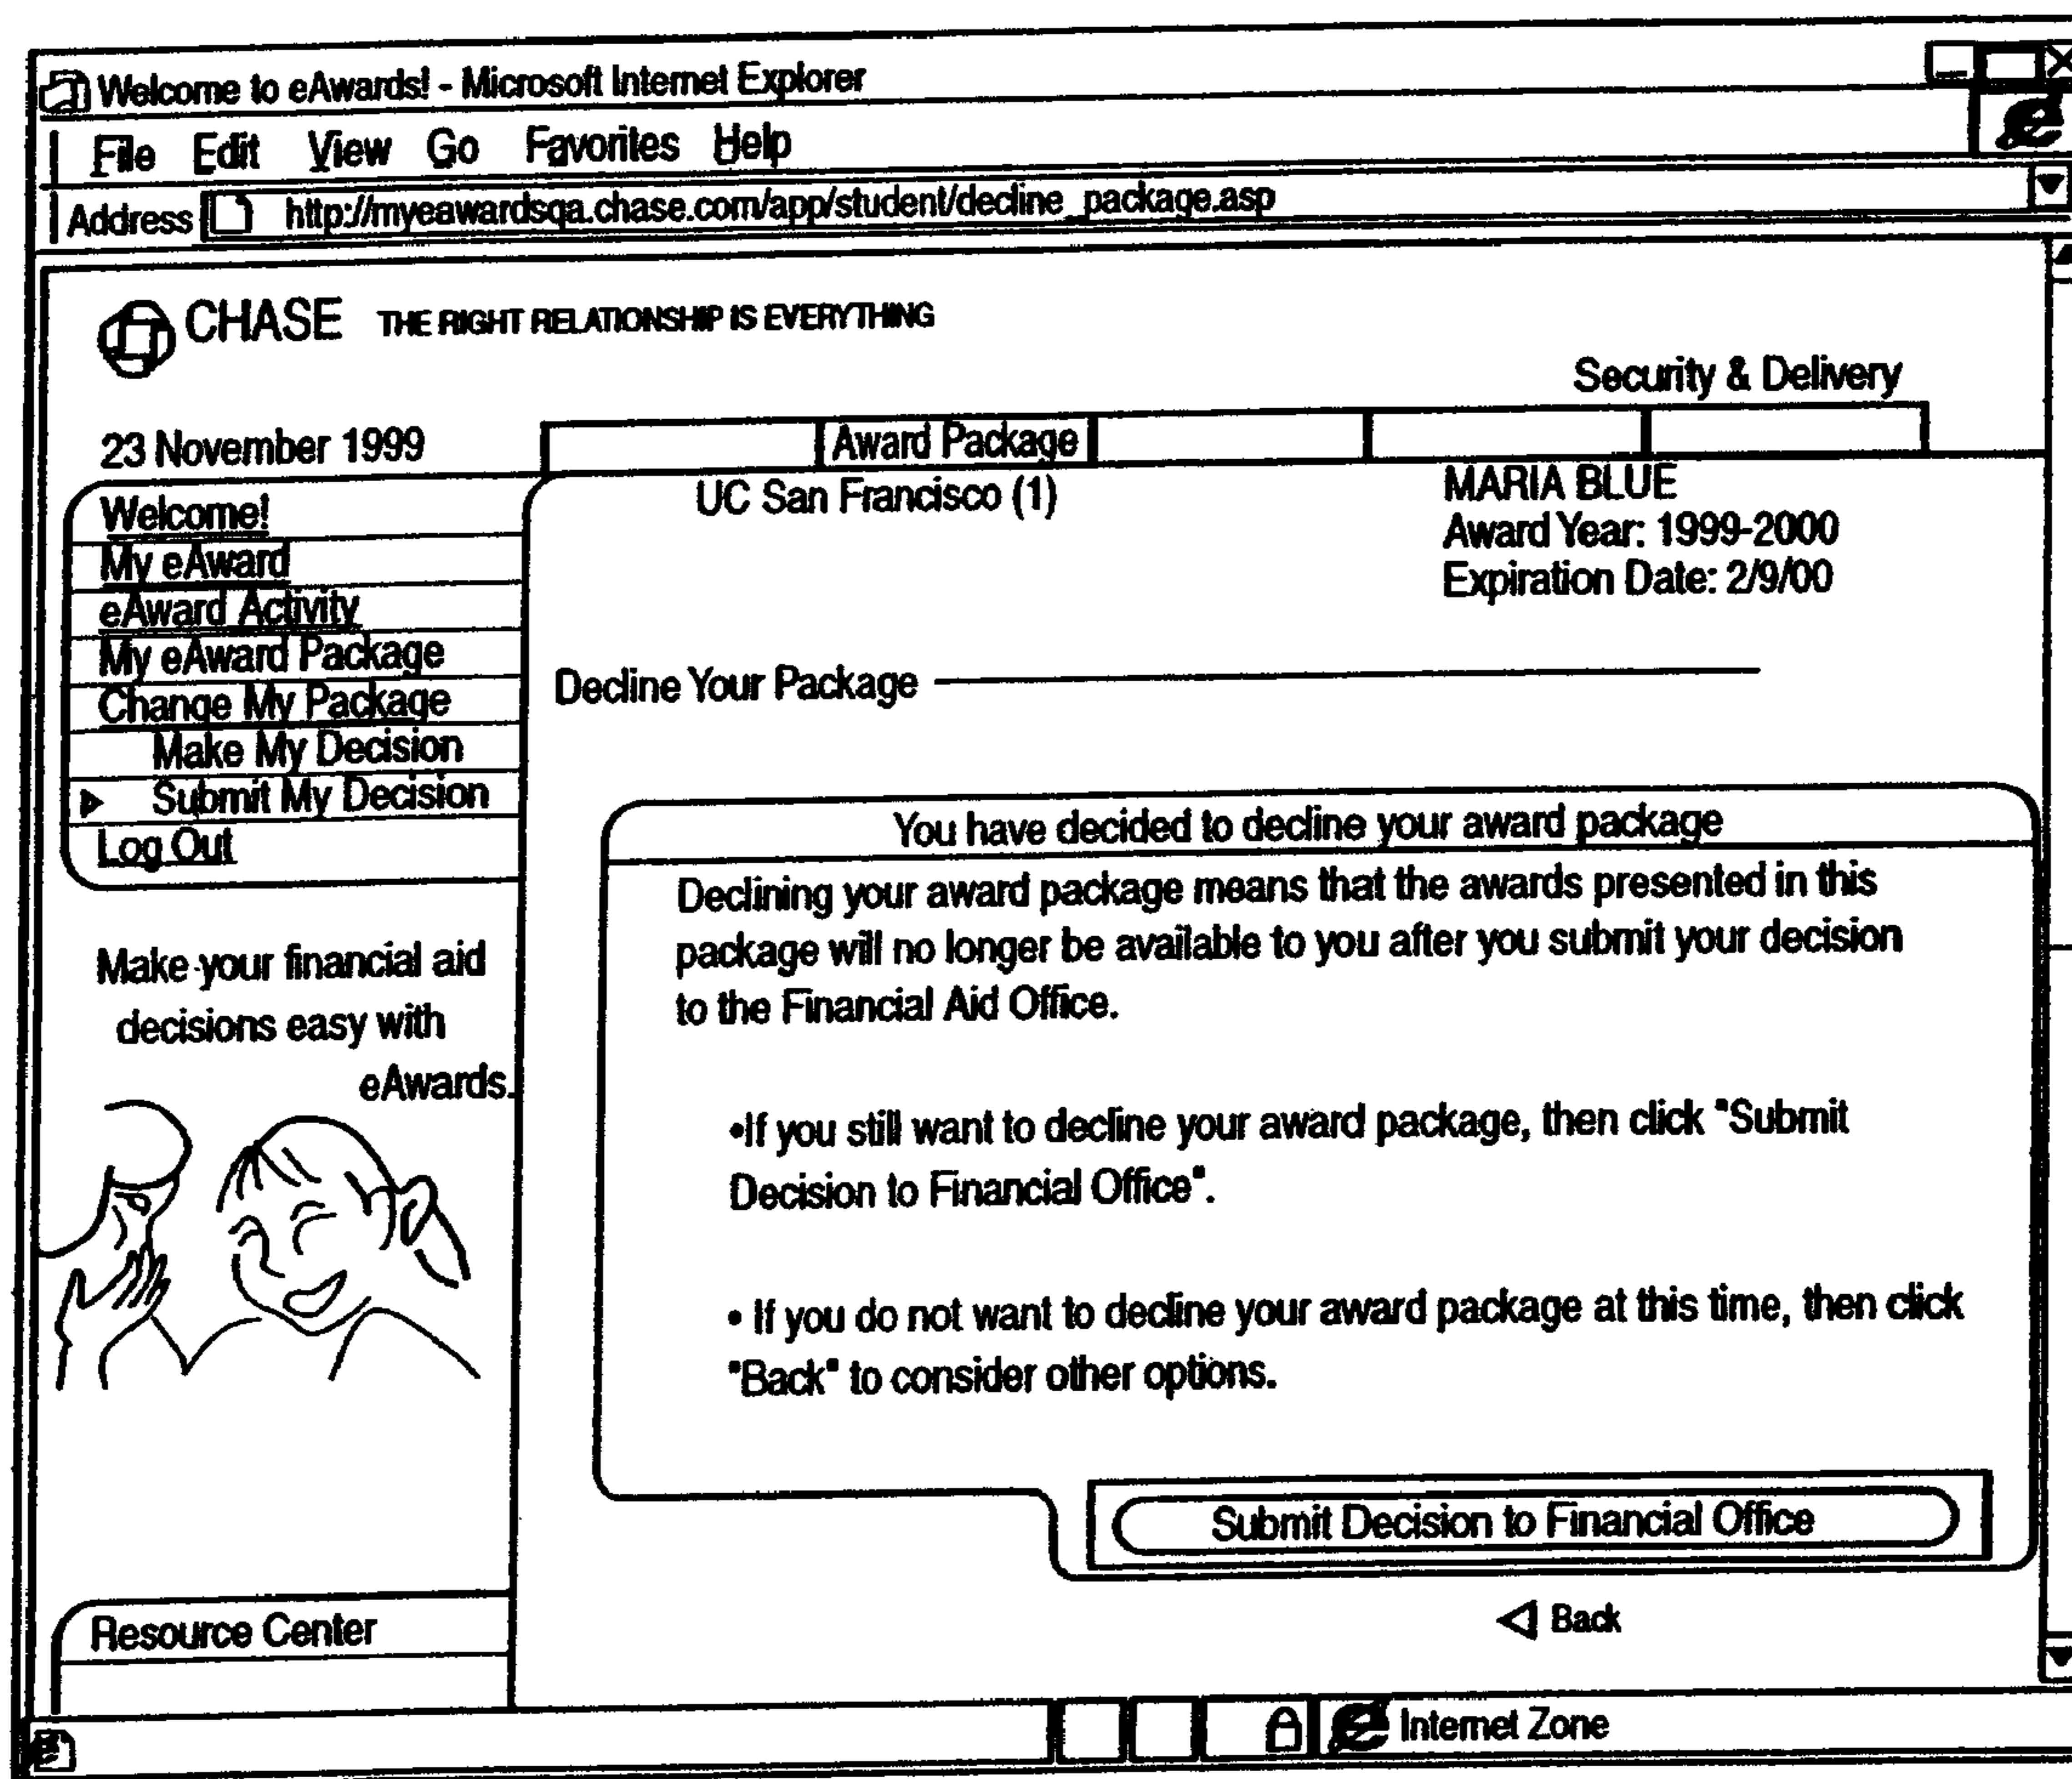 Welcome to eAwards! - Microsoft Internet Explorer
File Edit View Go Favorites Help
Address http://myeawardsqa.chase.com/app/student/decline_package.asp
CHASE THE RIGHT RELATIONSHIP IS EVERYTHING
Security & Delivery
23 November 1999
Award Package
UC San Francisco (1)
MARIA BLUE
Award Year: 1999-2000
Expiration Date: 2/9/00
Welcome!
My eAward
eAward Activity
My eAward Package
Change My Package
Make My Decision
Submit My Decision
Log Out
Make your financial aid
decisions easy with
eAwards.
Resource Center
Decline Your Package
You have decided to decline your award package
Declining your award package means that the awards presented in this
package will no longer be available to you after you submit your decision
to the Financial Aid Office.
•If you still want to decline your award package, then click "Submit
Decision to Financial Office".
• If you do not want to decline your award package at this time, then click
"Back" to consider other options.
Submit Decision to Financial Office
Back
Internet Zone